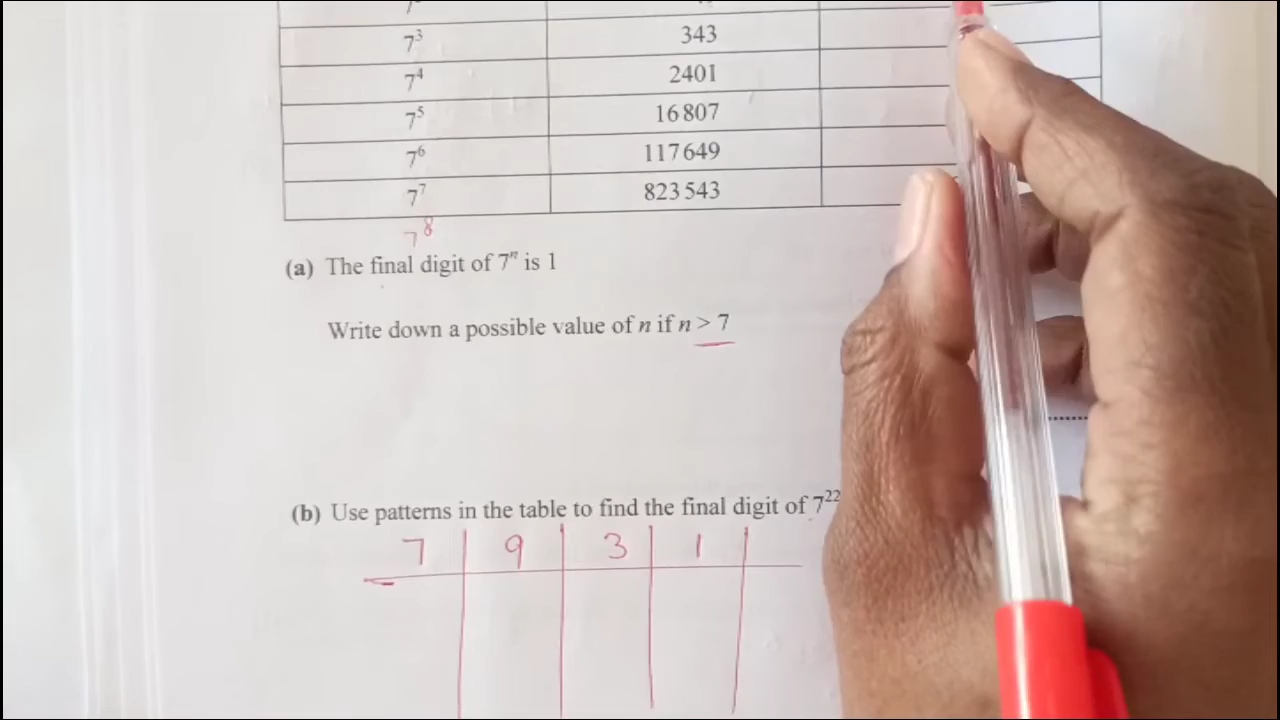 7³ 343
7⁴ 2401
7⁵ 16 807
7⁶ 117 649
7⁷ 823 543
7⁸
(a) The final digit of 7ⁿ is 1
Write down a possible value of n if n > 7
(b) Use patterns in the table to find the final digit of 7²²
7 9 3 1